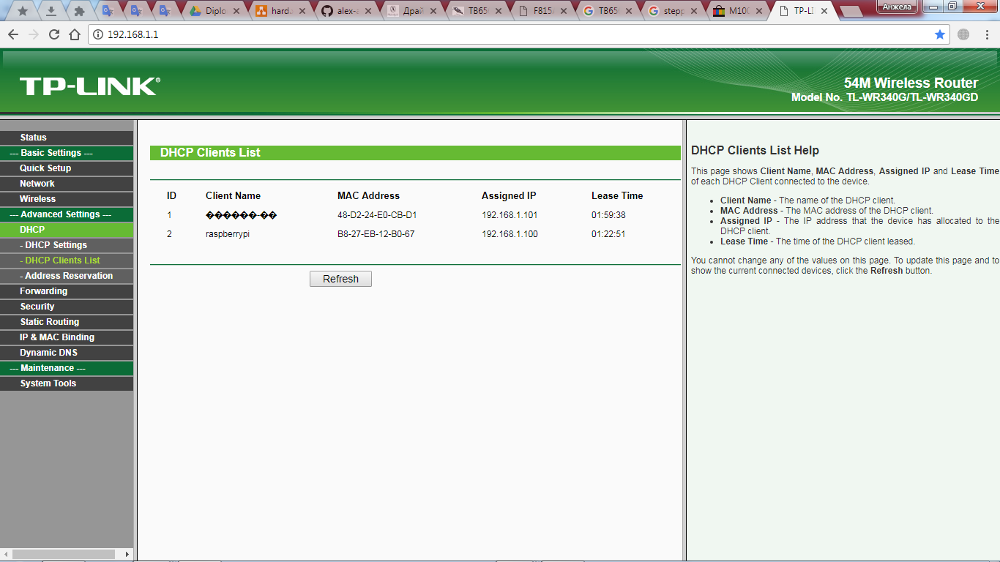 Diplo
hard.
alex-a
Драй
TB65
F815
TB65
stepp
M100
TP-LI
Анжела
192.168.1.1
TP-LINK®
54M Wireless Router
Model No. TL-WR340G/TL-WR340GD
Status
--- Basic Settings ---
Quick Setup
Network
Wireless
--- Advanced Settings ---
DHCP
- DHCP Settings
- DHCP Clients List
- Address Reservation
Forwarding
Security
Static Routing
IP & MAC Binding
Dynamic DNS
--- Maintenance ---
System Tools
DHCP Clients List
ID Client Name MAC Address Assigned IP Lease Time
1 ������-�� 48-D2-24-E0-CB-D1 192.168.1.101 01:59:38
2 raspberrypi B8-27-EB-12-B0-67 192.168.1.100 01:22:51
Refresh
DHCP Clients List Help
This page shows Client Name, MAC Address, Assigned IP and Lease Time
of each DHCP Client connected to the device.
• Client Name - The name of the DHCP client.
• MAC Address - The MAC address of the DHCP client.
• Assigned IP - The IP address that the device has allocated to the
DHCP client.
• Lease Time - The time of the DHCP client leased.
You cannot change any of the values on this page. To update this page and to
show the current connected devices, click the Refresh button.